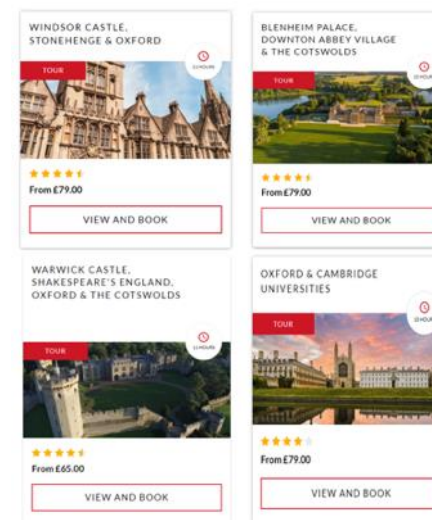 WINDSOR CASTLE,
STONEHENGE & OXFORD
TOUR
From £79.00
VIEW AND BOOK
BLENHEIM PALACE,
DOWNTON ABBEY VILLAGE
& THE COTSWOLDS
TOUR
From £79.00
VIEW AND BOOK
WARWICK CASTLE,
SHAKESPEARE'S ENGLAND,
OXFORD & THE COTSWOLDS
TOUR
11 HOURS
From £65.00
VIEW AND BOOK
OXFORD & CAMBRIDGE
UNIVERSITIES
TOUR
From £79.00
VIEW AND BOOK